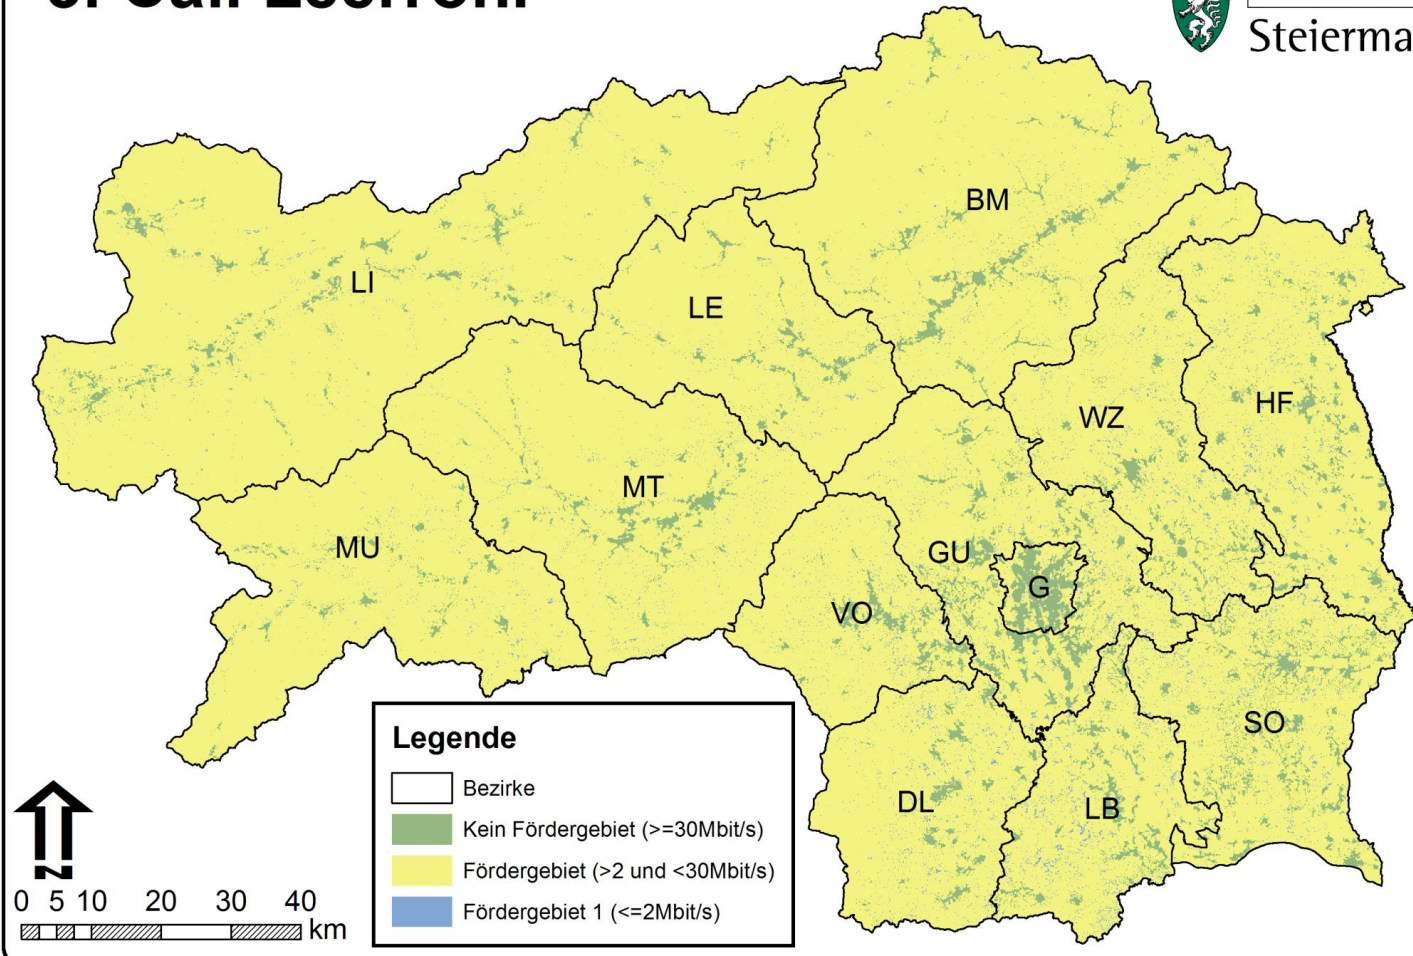 Steierma
BM
LI
LE
HF
WZ
MT
MU
GU
G
VO
SO
DL
LB
Legende
Bezirke
Kein Fördergebiet (>=30Mbit/s)
Fördergebiet (>2 und <30Mbit/s)
Fördergebiet 1 (<=2Mbit/s)
N
0 5 10 20 30 40
km